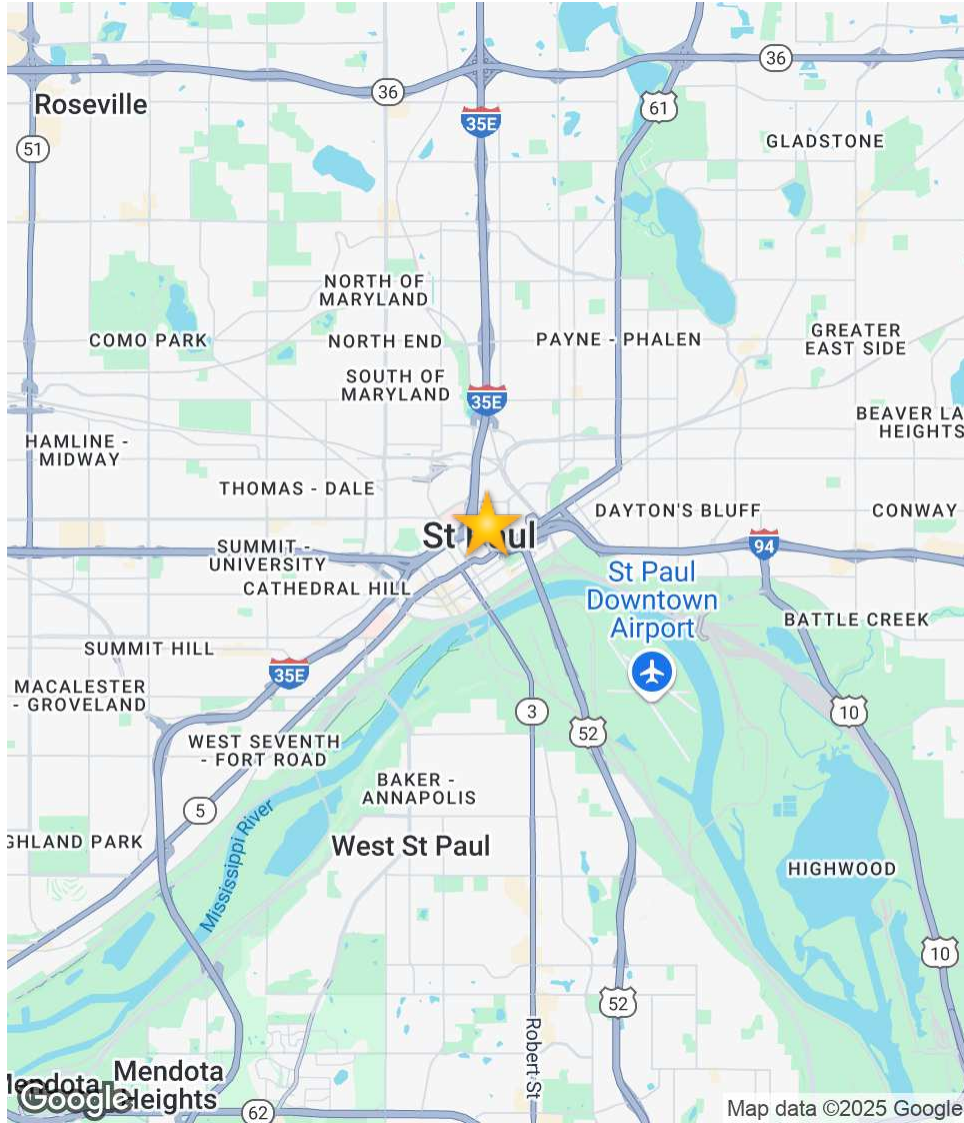 36
36
Roseville
61
35E
51
GLADSTONE
NORTH OF
MARYLAND
COMO PARK
NORTH END
PAYNE - PHALEN
GREATER
EAST SIDE
SOUTH OF
MARYLAND
35E
BEAVER LA
HEIGHTS
HAMLINE -
MIDWAY
THOMAS - DALE
DAYTON'S BLUFF
CONWAY
St Paul
94
SUMMIT -
UNIVERSITY
CATHEDRAL HILL
St Paul
Downtown
Airport
BATTLE CREEK
SUMMIT HILL
35E
MACALESTER
- GROVELAND
3
10
52
WEST SEVENTH
- FORT ROAD
BAKER -
ANNAPOLIS
5
GHLAND PARK
West St Paul
HIGHWOOD
Mississippi River
10
52
Robert St
Mendota
Mendota
Heights
Google
62
Map data ©2025 Google